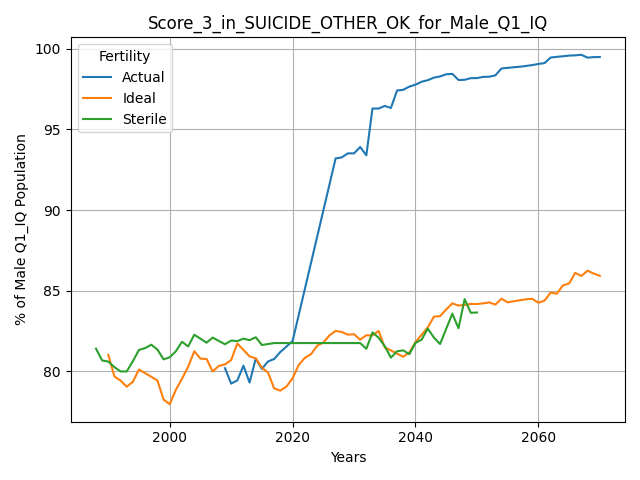 Score_3_in_SUICIDE_OTHER_OK_for_Male_Q1_IQ
Fertility
Actual
Ideal
Sterile
% of Male Q1_IQ Population
100
95
90
85
80
2000
2020
2040
2060
Years